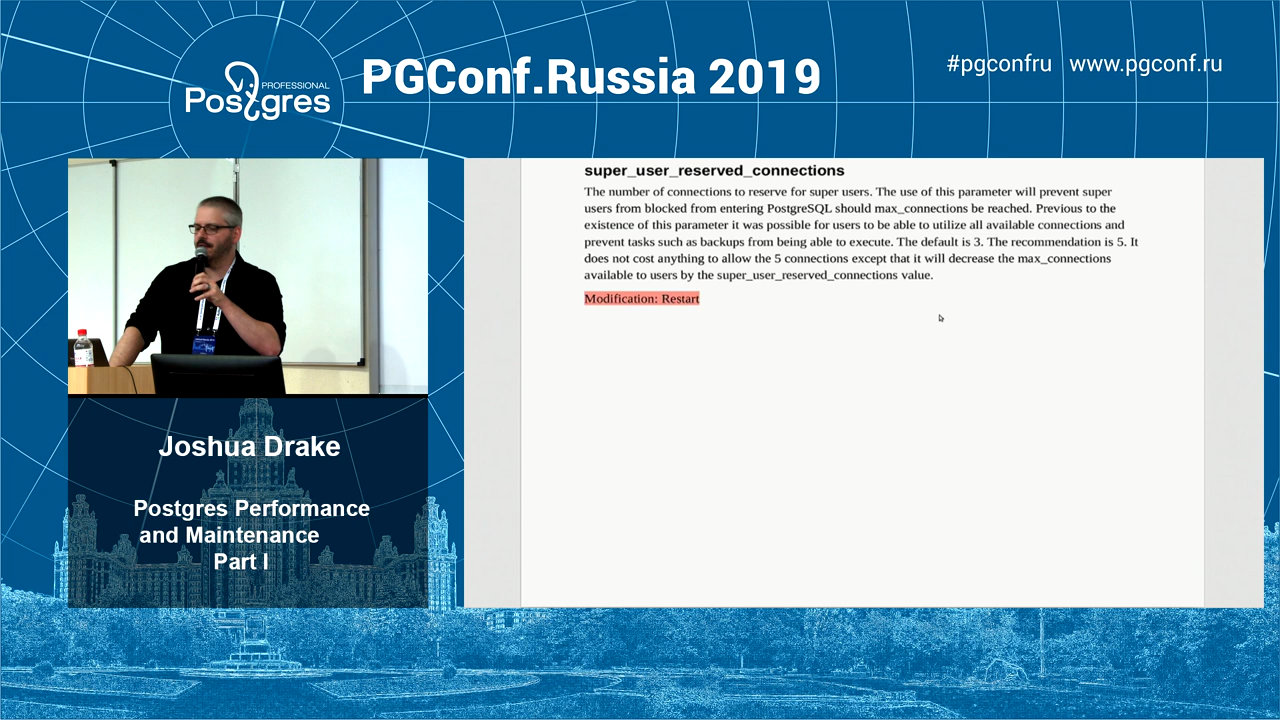 PROFESSIONAL
Postgres
PGConf.Russia 2019
#pgconfru www.pgconf.ru
super_user_reserved_connections
The number of connections to reserve for super users. The use of this parameter will prevent super
users from blocked from entering PostgreSQL should max_connections be reached. Previous to the
existence of this parameter it was possible for users to be able to utilize all available connections and
prevent tasks such as backups from being able to execute. The default is 3. The recommendation is 5. It
does not cost anything to allow the 5 connections except that it will decrease the max_connections
available to users by the super_user_reserved_connections value.
Modification: Restart
Joshua Drake
Postgres Performance
and Maintenance
Part I